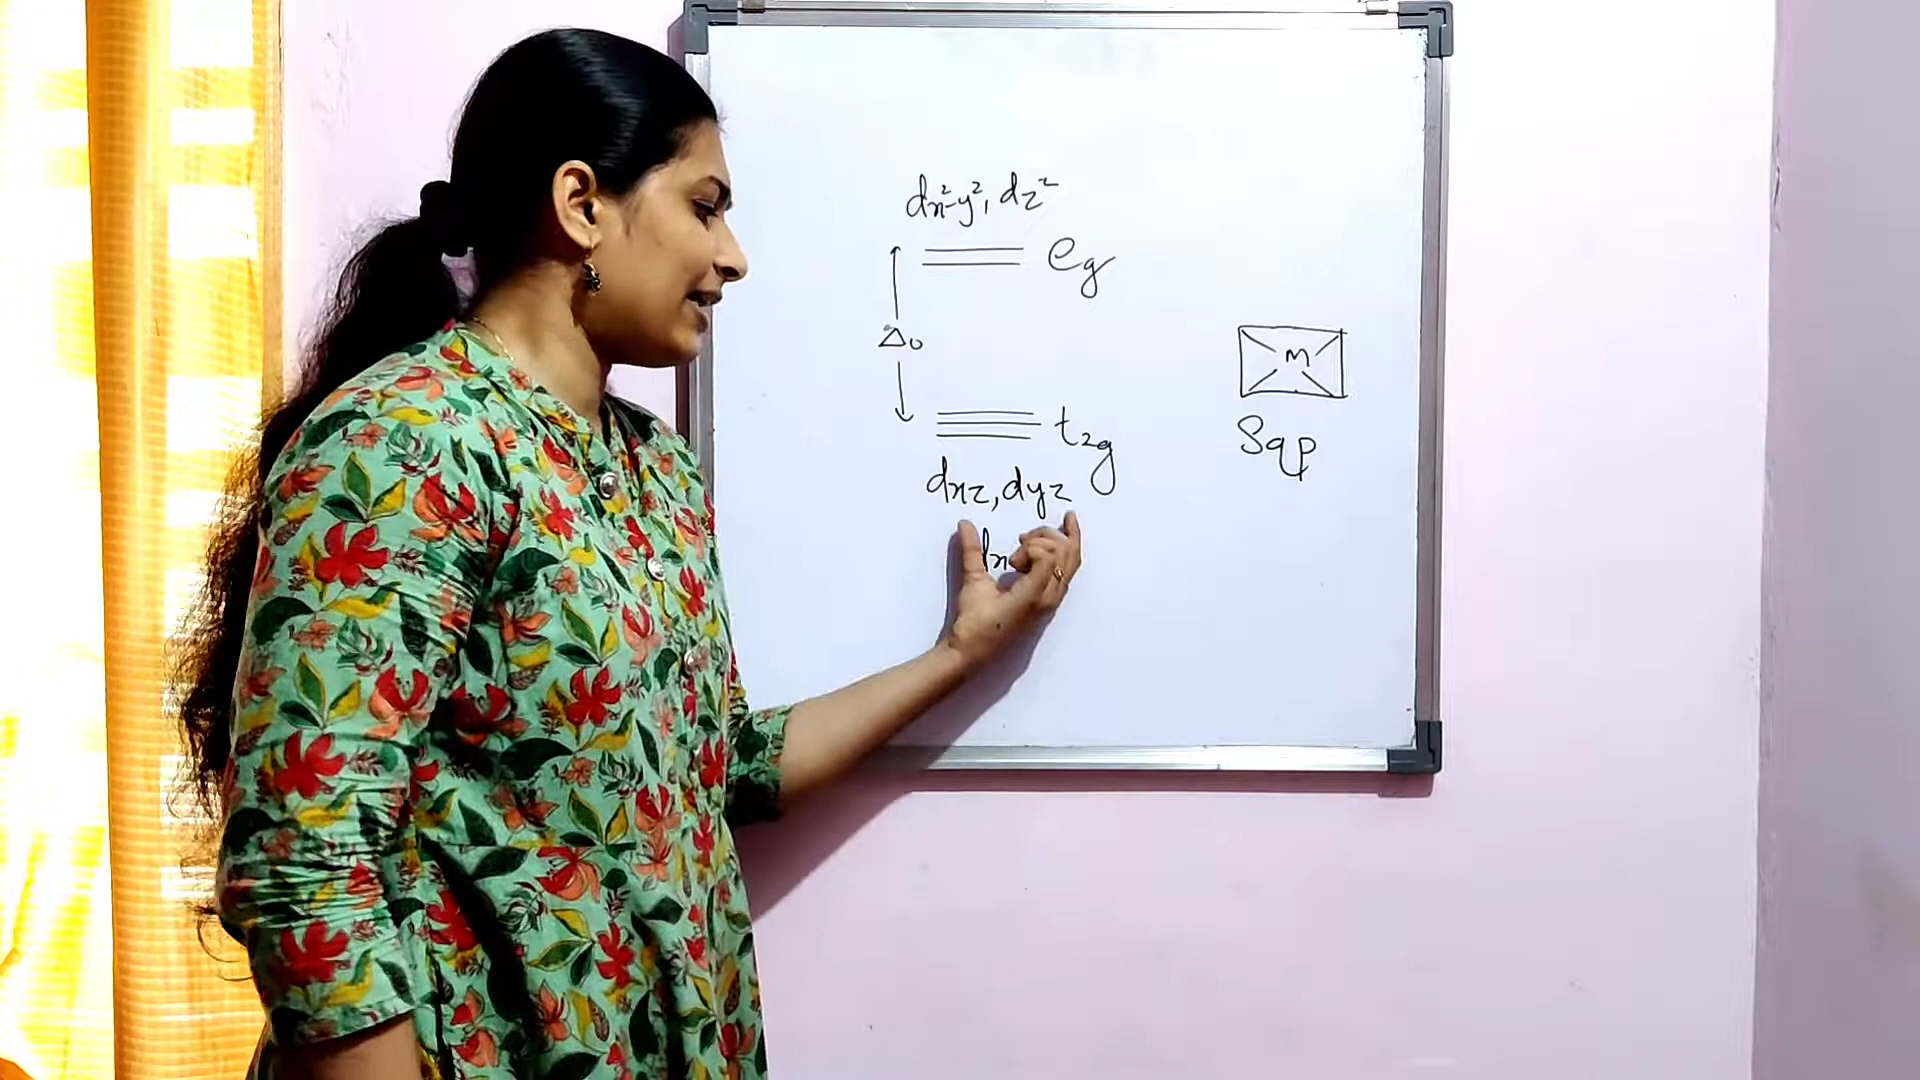 dx²-y², dz²
eg
Δo
t2g
dxz, dyz
M
Sqp